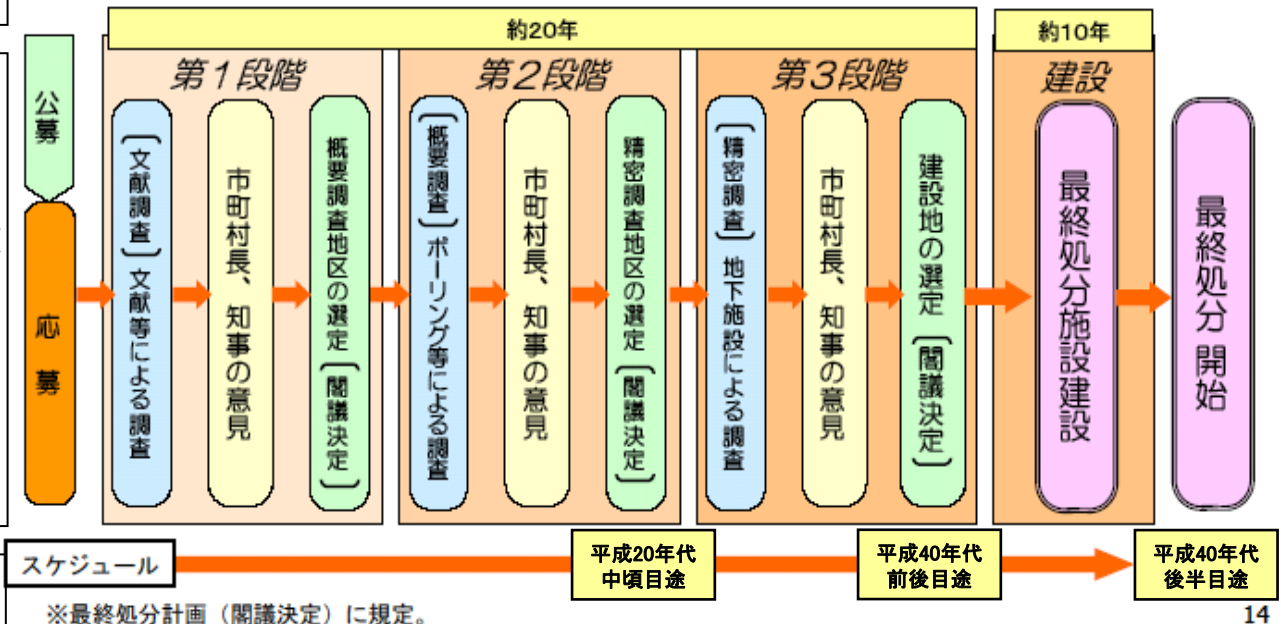 約20年
約10年
公募
応募
第1段階
〔文献調査〕文献等による調査
市町村長、知事の意見
概要調査地区の選定〔閣議決定〕
第2段階
〔概要調査〕ボーリング等による調査
市町村長、知事の意見
精密調査地区の選定〔閣議決定〕
第3段階
〔精密調査〕地下施設による調査
市町村長、知事の意見
建設地の選定〔閣議決定〕
建設
最終処分施設建設
最終処分開始
スケジュール
平成20年代
中頃目途
平成40年代
前後目途
平成40年代
後半目途
※最終処分計画（閣議決定）に規定。
14